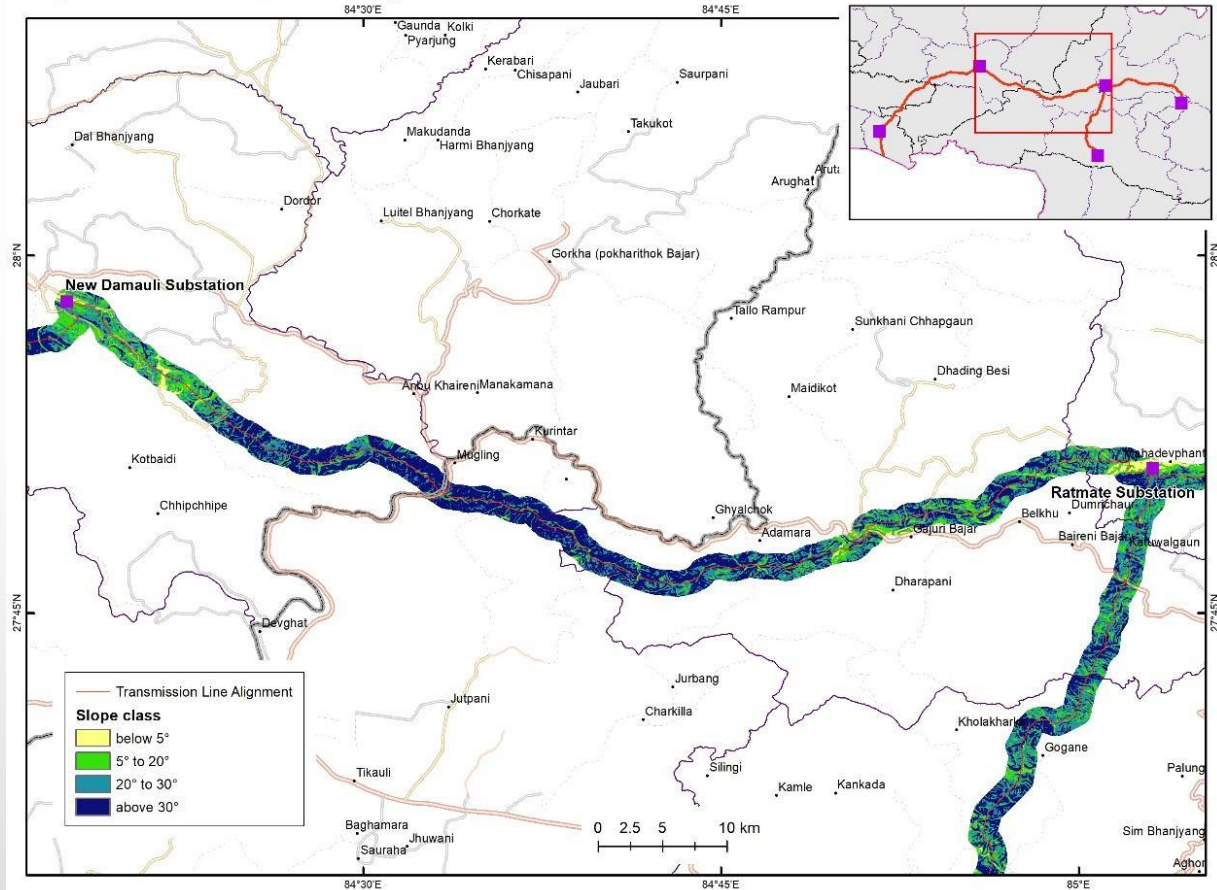 84°30'E
84°45'E
Gaunda
Kolki
Pyarjung
Kerabari
Chisapani
Saurpani
Jaubari
Takukot
Makudanda
Harmi Bhanjyang
Dal Bhanjyang
Arughat
Dordor
Luitel Bhanjyang
Chorkate
28°N
28°N
Gorkha (pokharithok Bajar)
New Damauli Substation
Tallo Rampur
Sunkhani Chhapgaun
Dhading Besi
Anbu Khaireni
Manakamana
Maidikot
Kurintar
Kotbaidi
Mugling
Mahadevphant
Ratmate Substation
Chhipchhipe
Ghyalchok
Belkhu
Dumrichaur
Adamara
Gajuri Bajar
Baireni Bajar
Dharapani
27°45'N
27°45'N
Devghat
Transmission Line Alignment
Slope class
below 5°
5° to 20°
20° to 30°
above 30°
Jurbang
Jutpani
Charkilla
Gogane
Silingi
Palung
Tikauli
Kamle
Kankada
0 2.5 5 10 km
Baghamara
Jhuwani
Sim Bhanjyang
Sauraha
84°30'E
84°45'E
85°E